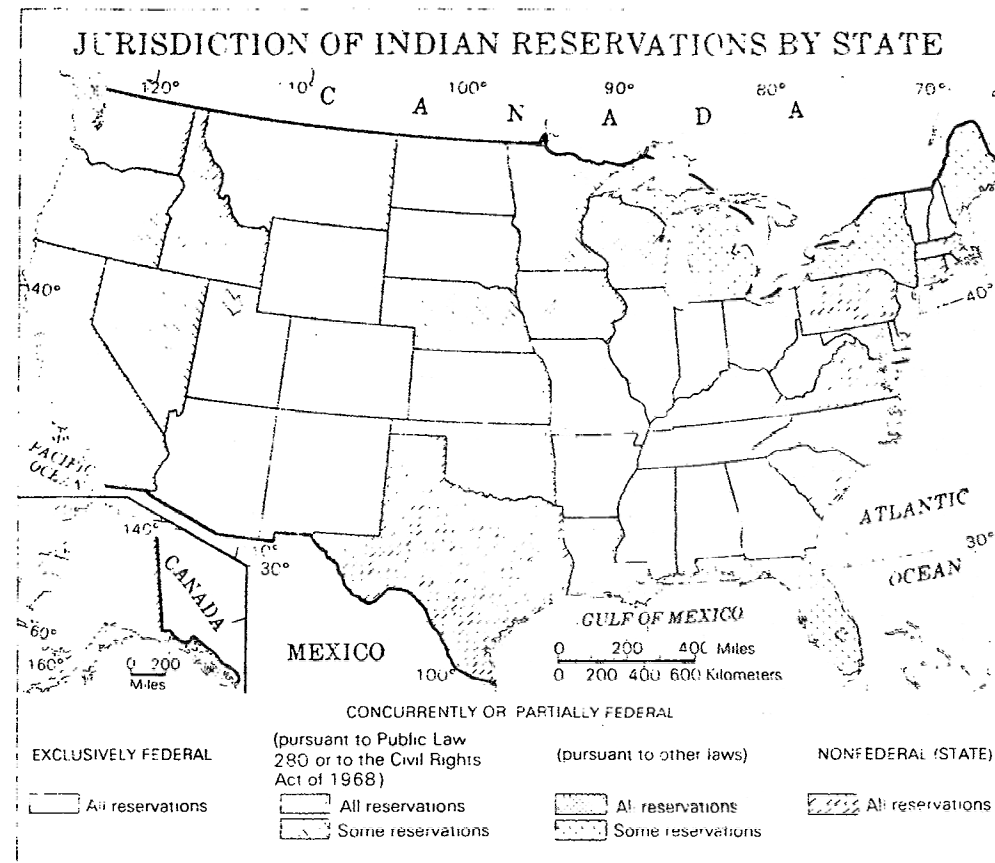 JURISDICTION OF INDIAN RESERVATIONS BY STATE
120° 110° 100° 90° 80° 70°
CANADA
40°
40°
PACIFIC
OCEAN
ATLANTIC
OCEAN
30°
140°
110°
30°
CANADA
60°
160°
0 200
Miles
MEXICO
100°
GULF OF MEXICO
0 200 400 Miles
0 200 400 600 Kilometers
CONCURRENTLY OR PARTIALLY FEDERAL
EXCLUSIVELY FEDERAL
(pursuant to Public Law
280 or to the Civil Rights
Act of 1968)
(pursuant to other laws)
NONFEDERAL (STATE)
All reservations
All reservations
All reservations
All reservations
Some reservations
Some reservations